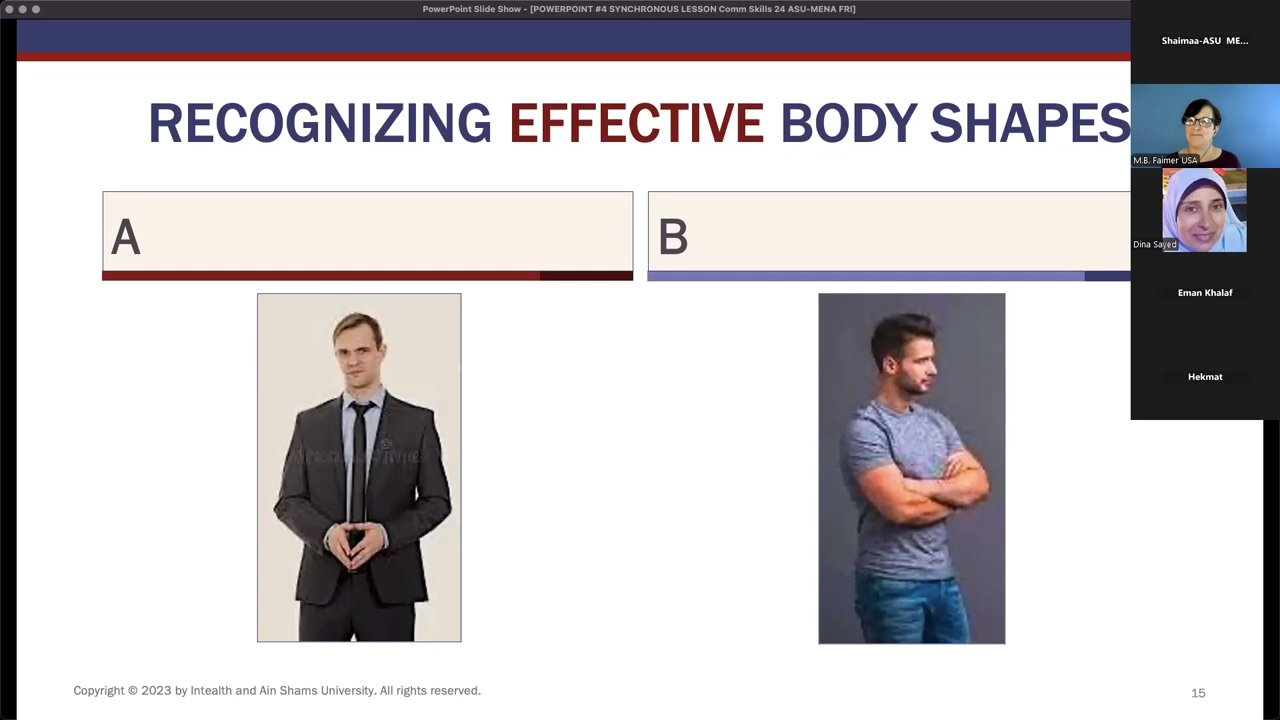 PowerPoint Slide Show - [POWERPOINT #4 SYNCHRONOUS LESSON Comm Skills 24 ASU-MENA FRI]
RECOGNIZING EFFECTIVE BODY SHAPES
A
B
Copyright © 2023 by Intealth and Ain Shams University. All rights reserved.
15
Shaimaa-ASU ME...
M.B. Faimer USA
Dina Sayed
Eman Khalaf
Hekmat